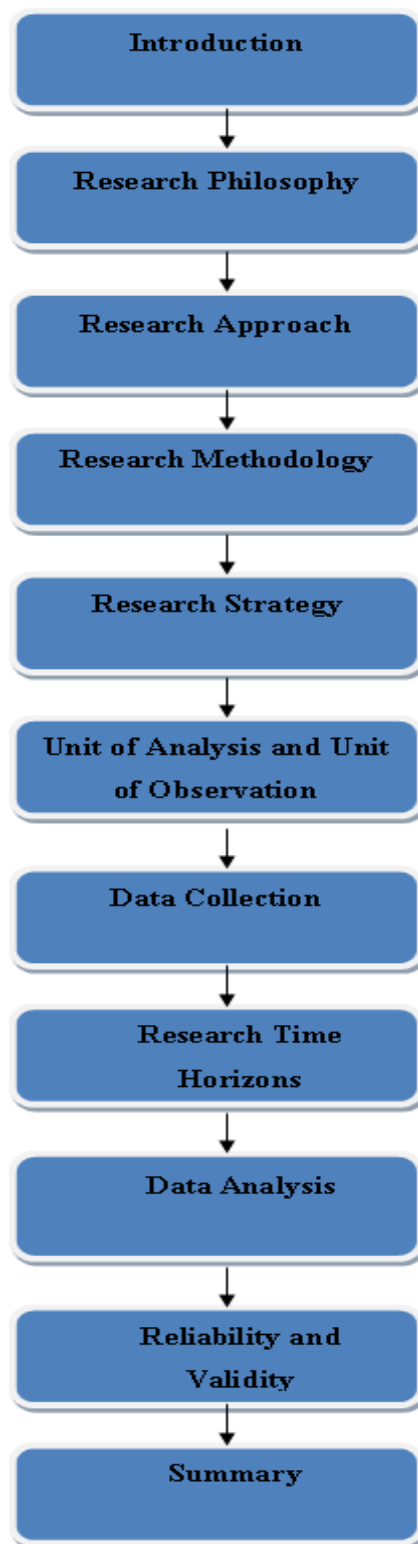 Introduction
Research Philosophy
Research Approach
Research Methodology
Research Strategy
Unit of Analysis and Unit
of Observation
Data Collection
Research Time
Horizons
Data Analysis
Reliability and
Validity
Summary